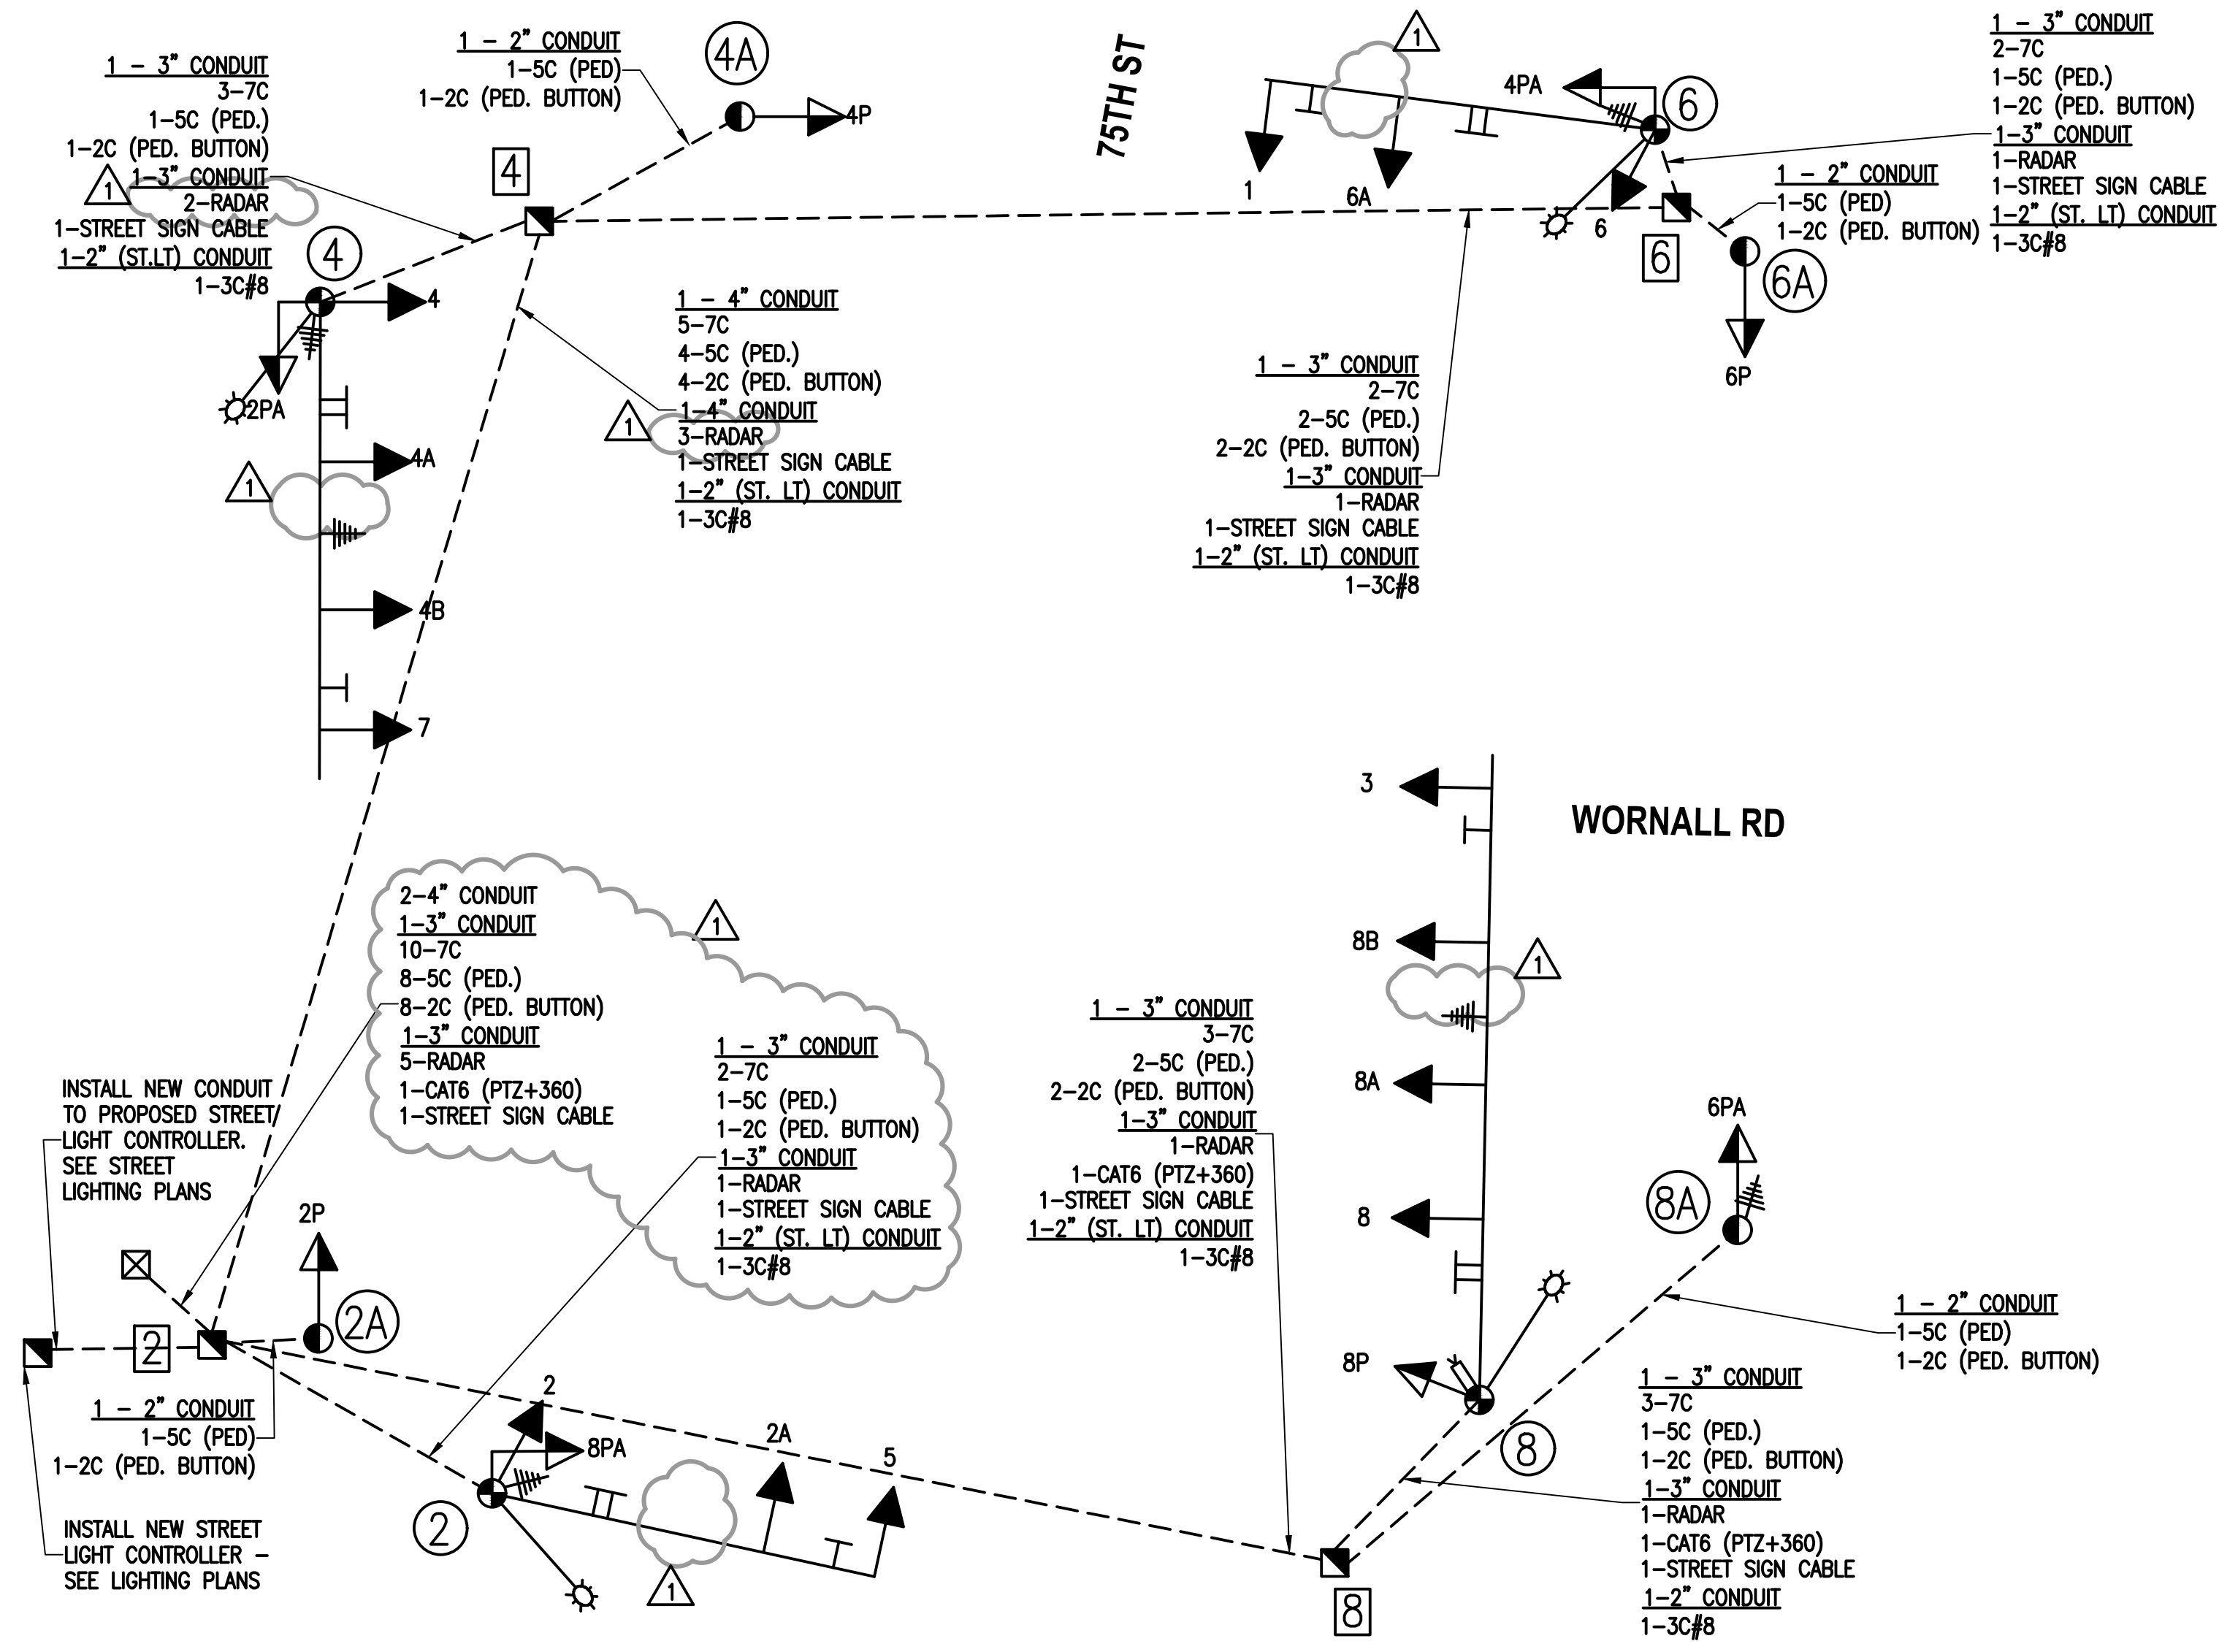 1 - 3" CONDUIT
3-7C
1-5C (PED.)
1-2C (PED. BUTTON)
1-3" CONDUIT
2-RADAR
1-STREET SIGN CABLE
1-2" (ST.LT) CONDUIT
1-3C#8
1
1 - 2" CONDUIT
1-5C (PED)
1-2C (PED. BUTTON)
4A
4P
4
4
4
2PA
4A
1
4B
7
1 - 4" CONDUIT
5-7C
4-5C (PED.)
4-2C (PED. BUTTON)
1-4" CONDUIT
3-RADAR
1-STREET SIGN CABLE
1-2" (ST. LT) CONDUIT
1-3C#8
1
75TH ST
1
4PA
6
1
6A
6
6
1 - 3" CONDUIT
2-7C
1-5C (PED.)
1-2C (PED. BUTTON)
1-3" CONDUIT
1-RADAR
1-STREET SIGN CABLE
1-2" (ST. LT) CONDUIT
1-3C#8
1 - 2" CONDUIT
1-5C (PED)
1-2C (PED. BUTTON)
6A
6P
1 - 3" CONDUIT
2-7C
2-5C (PED.)
2-2C (PED. BUTTON)
1-3" CONDUIT
1-RADAR
1-STREET SIGN CABLE
1-2" (ST. LT) CONDUIT
1-3C#8
WORNALL RD
3
8B
1
8A
8
8P
8
6PA
8A
2-4" CONDUIT
1-3" CONDUIT
10-7C
8-5C (PED.)
8-2C (PED. BUTTON)
1-3" CONDUIT
5-RADAR
1-CAT6 (PTZ+360)
1-STREET SIGN CABLE
1
1 - 3" CONDUIT
2-7C
1-5C (PED.)
1-2C (PED. BUTTON)
1-3" CONDUIT
1-RADAR
1-STREET SIGN CABLE
1-2" (ST. LT) CONDUIT
1-3C#8
1 - 3" CONDUIT
3-7C
2-5C (PED.)
2-2C (PED. BUTTON)
1-3" CONDUIT
1-RADAR
1-CAT6 (PTZ+360)
1-STREET SIGN CABLE
1-2" (ST. LT) CONDUIT
1-3C#8
INSTALL NEW CONDUIT
TO PROPOSED STREET
LIGHT CONTROLLER.
SEE STREET
LIGHTING PLANS
2P
2A
2
1 - 2" CONDUIT
1-5C (PED)
1-2C (PED. BUTTON)
INSTALL NEW STREET
LIGHT CONTROLLER -
SEE LIGHTING PLANS
2
8PA
2A
5
2
1
8
1 - 2" CONDUIT
1-5C (PED)
1-2C (PED. BUTTON)
1 - 3" CONDUIT
3-7C
1-5C (PED.)
1-2C (PED. BUTTON)
1-3" CONDUIT
1-RADAR
1-CAT6 (PTZ+360)
1-STREET SIGN CABLE
1-2" CONDUIT
1-3C#8